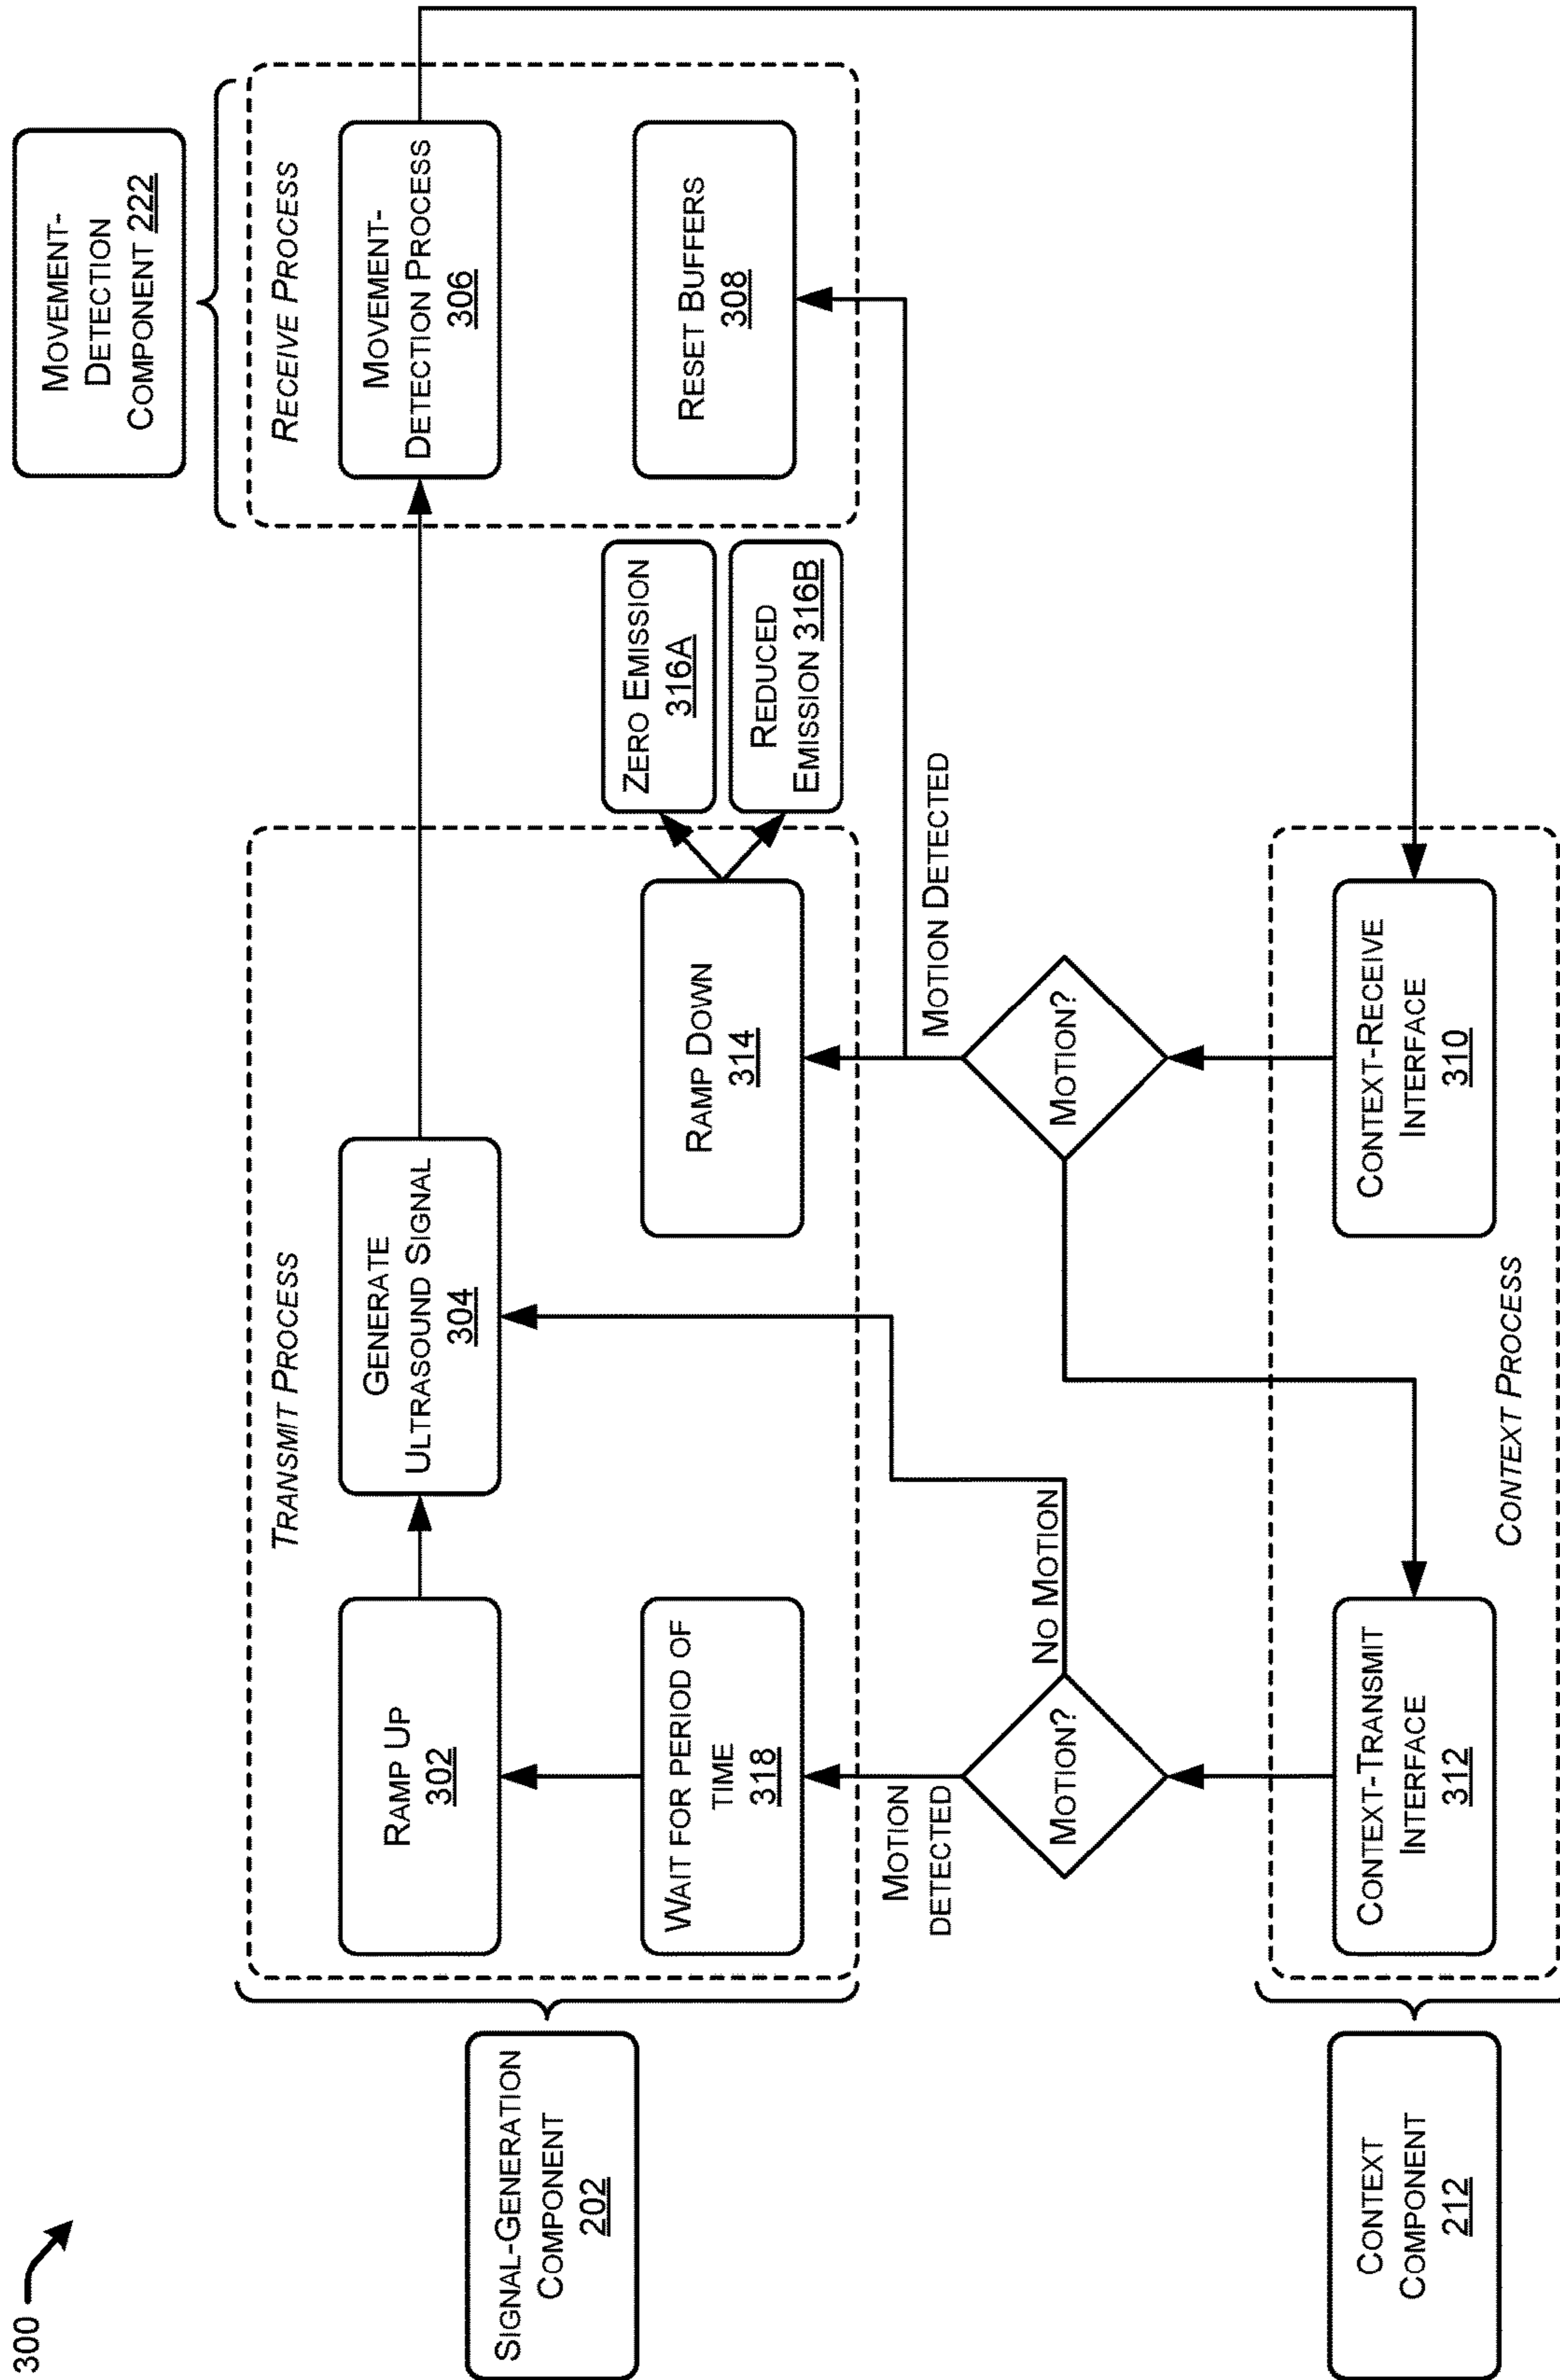 300
MOVEMENT-
DETECTION
COMPONENT 222
TRANSMIT PROCESS
RECEIVE PROCESS
SIGNAL-GENERATION
COMPONENT
202
RAMP UP
302
GENERATE
ULTRASOUND SIGNAL
304
MOVEMENT-
DETECTION PROCESS
306
WAIT FOR PERIOD OF
TIME
318
RAMP DOWN
314
ZERO EMISSION
316A
REDUCED
EMISSION 316B
RESET BUFFERS
308
MOTION
DETECTED
MOTION?
NO MOTION
MOTION?
MOTION DETECTED
CONTEXT
COMPONENT
212
CONTEXT-TRANSMIT
INTERFACE
312
CONTEXT-RECEIVE
INTERFACE
310
CONTEXT PROCESS